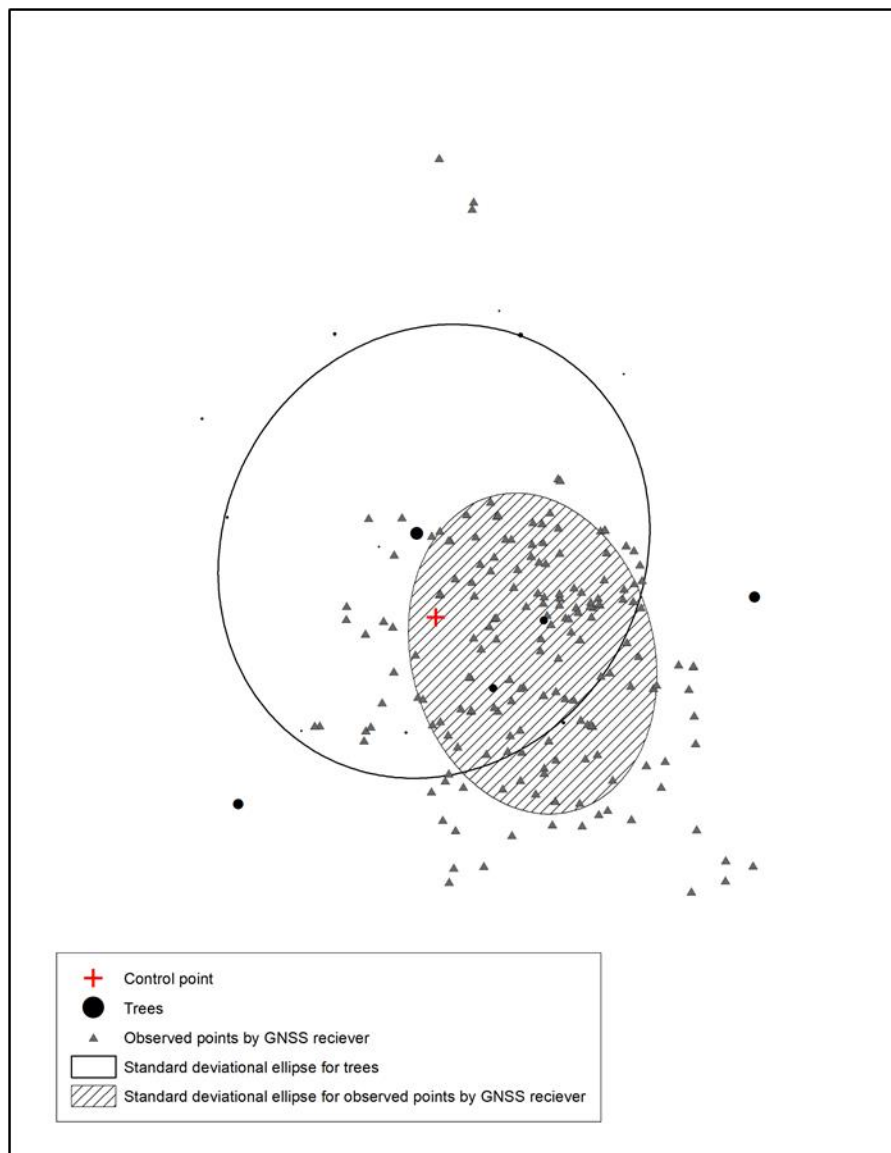 Control point
Trees
Observed points by GNSS reciever
Standard deviational ellipse for trees
Standard deviational ellipse for observed points by GNSS reciever